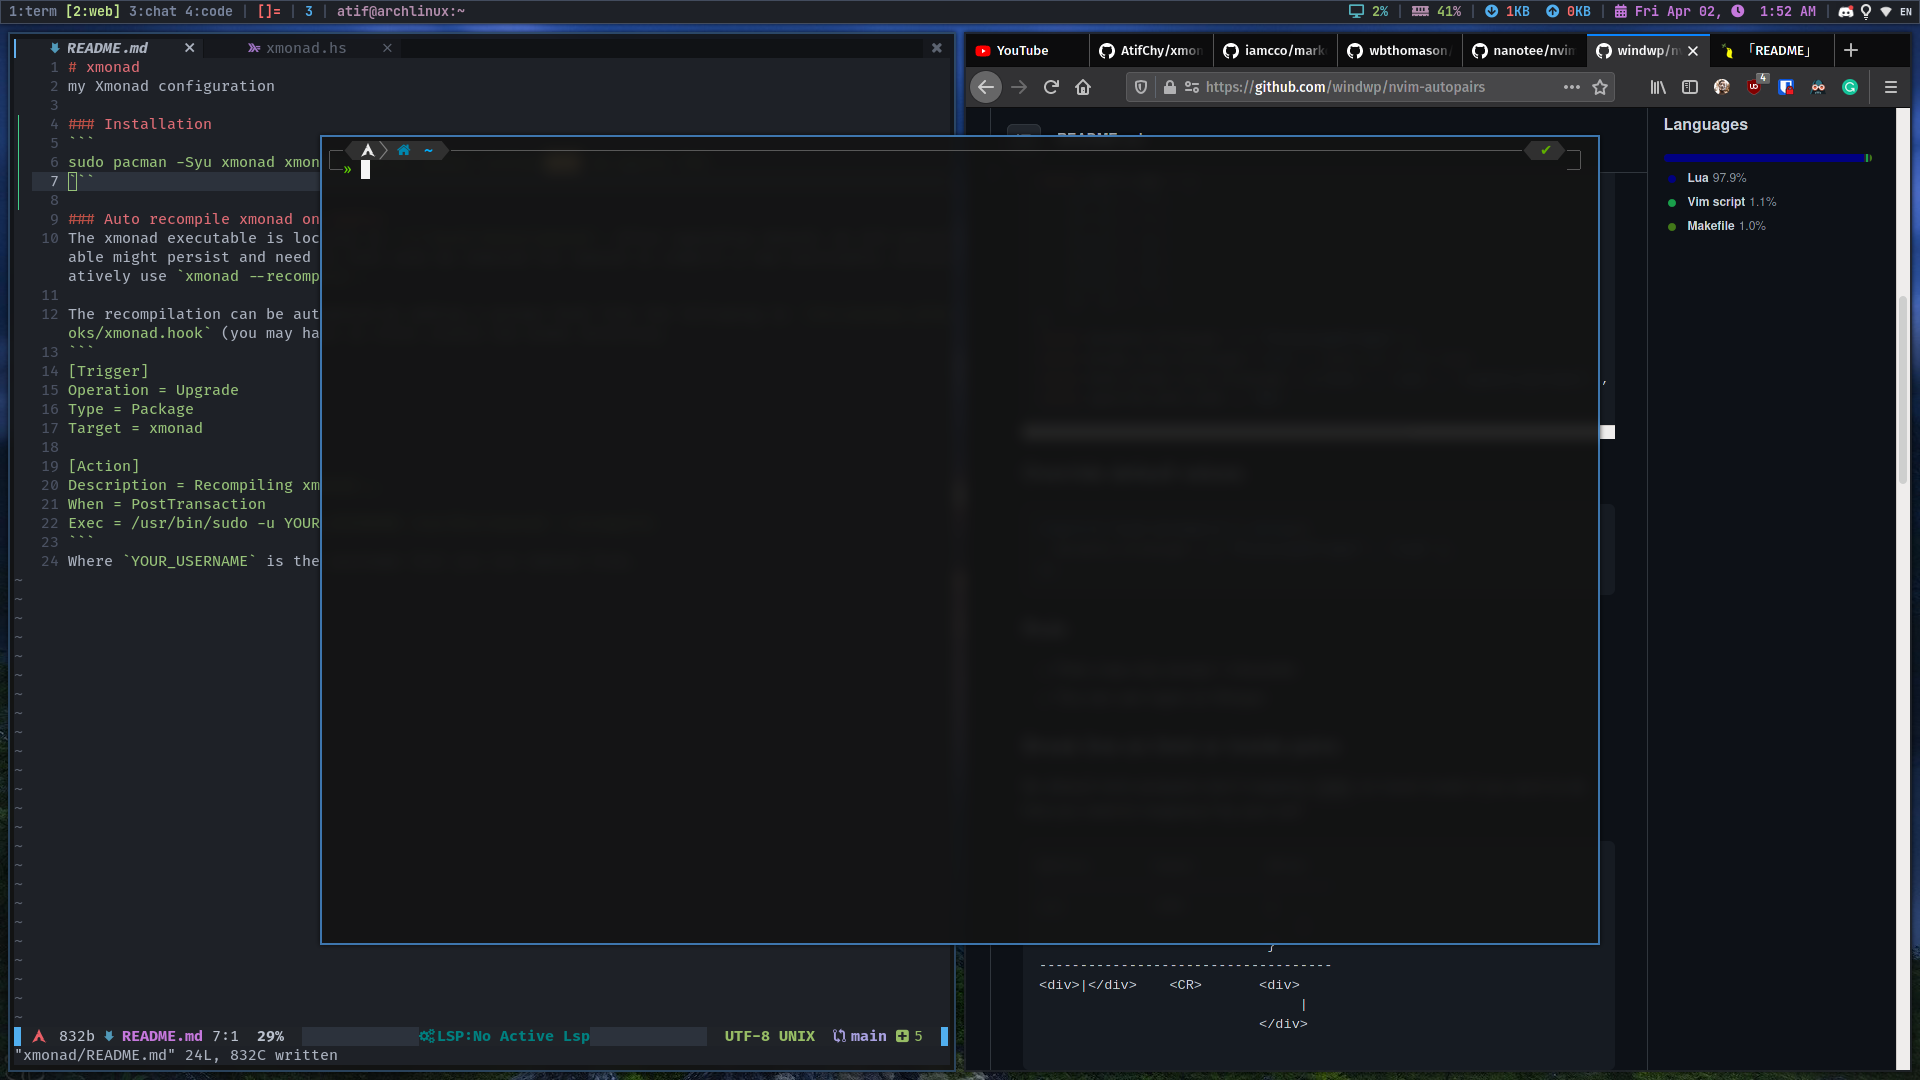 1:term [2:web] 3:chat 4:code | []= | 3 | atif@archlinux:~
2% | 41% | 1KB 0KB | Fri Apr 02, 1:52 AM | EN
README.md xmonad.hs
1 # xmonad
2 my Xmonad configuration
3
4 ### Installation
5 ```
6 sudo pacman -Syu xmonad xmon
7 ```
8
9 ### Auto recompile xmonad on
10 The xmonad executable is loc
able might persist and need
atively use `xmonad --recomp
11
12 The recompilation can be aut
oks/xmonad.hook` (you may ha
13 ```
14 [Trigger]
15 Operation = Upgrade
16 Type = Package
17 Target = xmonad
18
19 [Action]
20 Description = Recompiling xm
21 When = PostTransaction
22 Exec = /usr/bin/sudo -u YOUR
23 ```
24 Where `YOUR_USERNAME` is the
832b README.md 7:1 29% LSP:No Active Lsp UTF-8 UNIX main 5
"xmonad/README.md" 24L, 832C written
~
»
YouTube AtifChy/xmon iamcco/mark wbthomason/ nanotee/nvim windwp/n 「README」
https://github.com/windwp/nvim-autopairs
4
Languages
Lua 97.9%
Vim script 1.1%
Makefile 1.0%
,
}
------------------------------------
<div>|</div> <CR> <div>
|
</div>